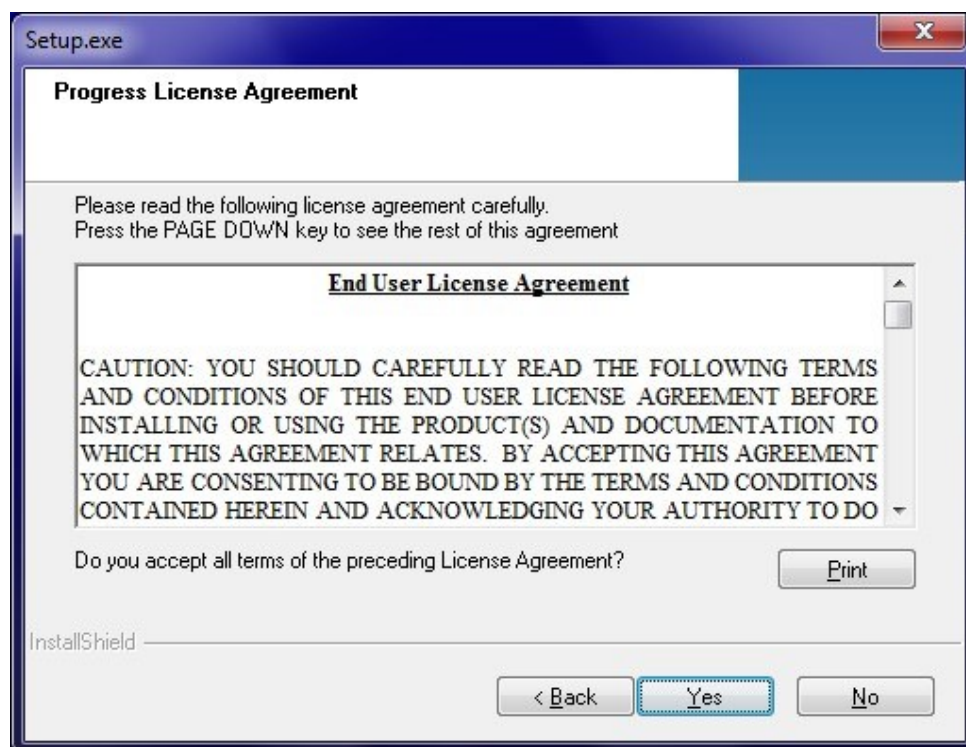 Setup.exe
Progress License Agreement
Please read the following license agreement carefully.
Press the PAGE DOWN key to see the rest of this agreement
End User License Agreement
CAUTION: YOU SHOULD CAREFULLY READ THE FOLLOWING TERMS
AND CONDITIONS OF THIS END USER LICENSE AGREEMENT BEFORE
INSTALLING OR USING THE PRODUCT(S) AND DOCUMENTATION TO
WHICH THIS AGREEMENT RELATES. BY ACCEPTING THIS AGREEMENT
YOU ARE CONSENTING TO BE BOUND BY THE TERMS AND CONDITIONS
CONTAINED HEREIN AND ACKNOWLEDGING YOUR AUTHORITY TO DO
Do you accept all terms of the preceding License Agreement?
Print
InstallShield
< Back Yes No